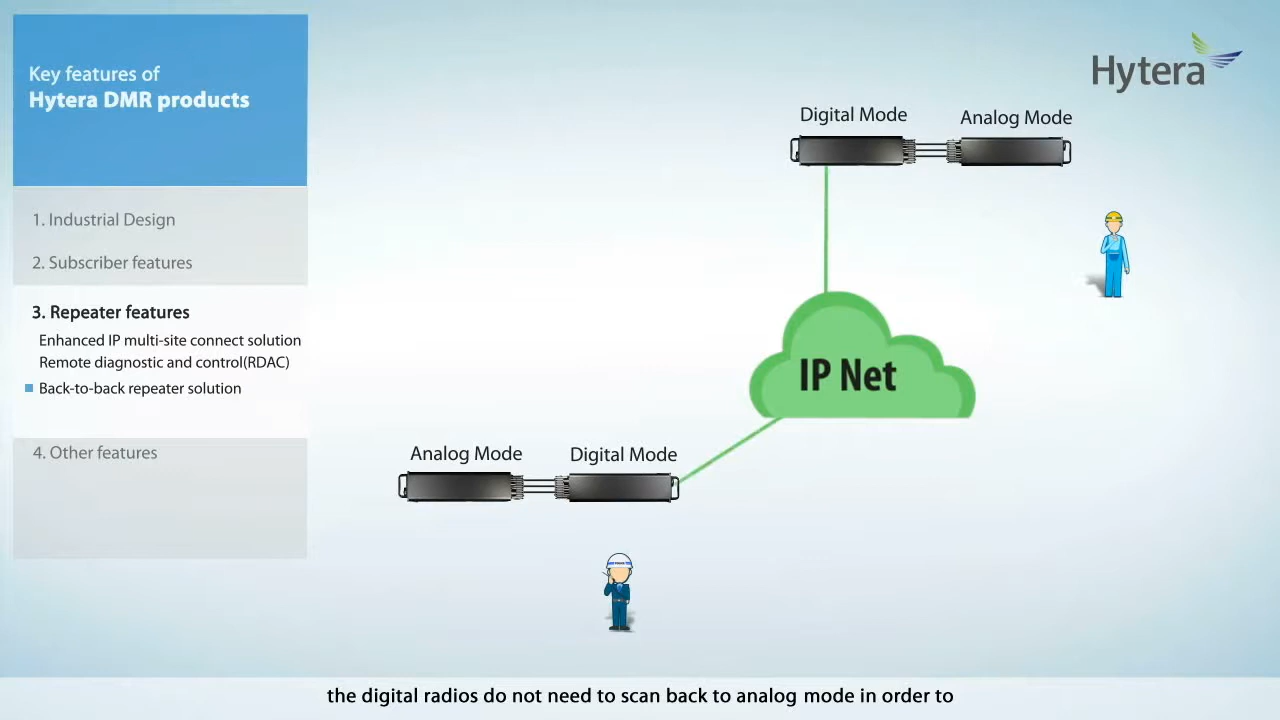 Key features of
Hytera DMR products
1. Industrial Design
2. Subscriber features
3. Repeater features
Enhanced IP multi-site connect solution
Remote diagnostic and control(RDAC)
Back-to-back repeater solution
4. Other features
Hytera
Digital Mode
Analog Mode
IP Net
Analog Mode
Digital Mode
the digital radios do not need to scan back to analog mode in order to